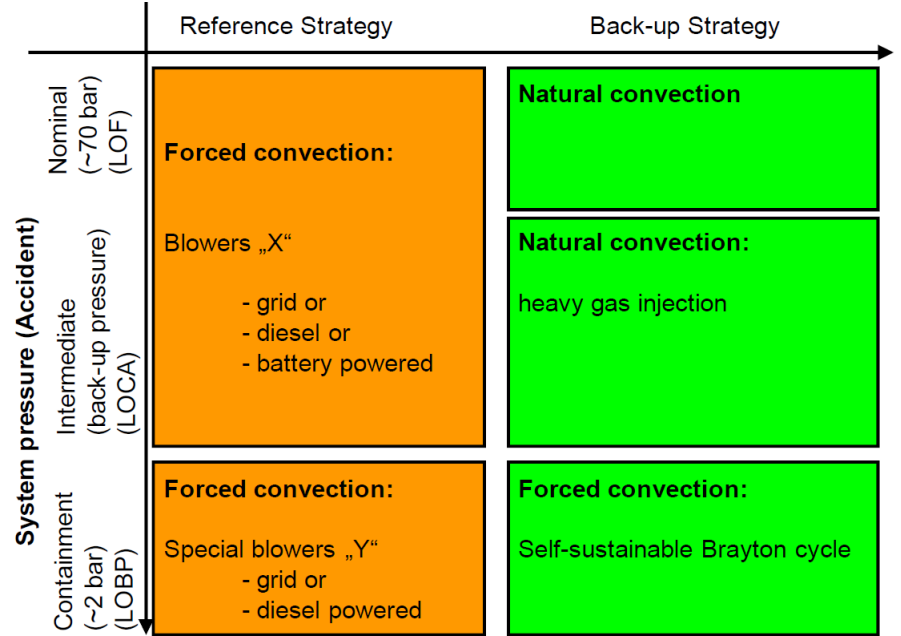 Reference Strategy
Back-up Strategy
System pressure (Accident)
Nominal
(~70 bar)
(LOF)
Forced convection:
Blowers „X“
- grid or
- diesel or
- battery powered
Natural convection
Intermediate
(back-up pressure)
(LOCA)
Natural convection:
heavy gas injection
Containment
(~2 bar)
(LOBP)
Forced convection:
Special blowers „Y“
- grid or
- diesel powered
Forced convection:
Self-sustainable Brayton cycle